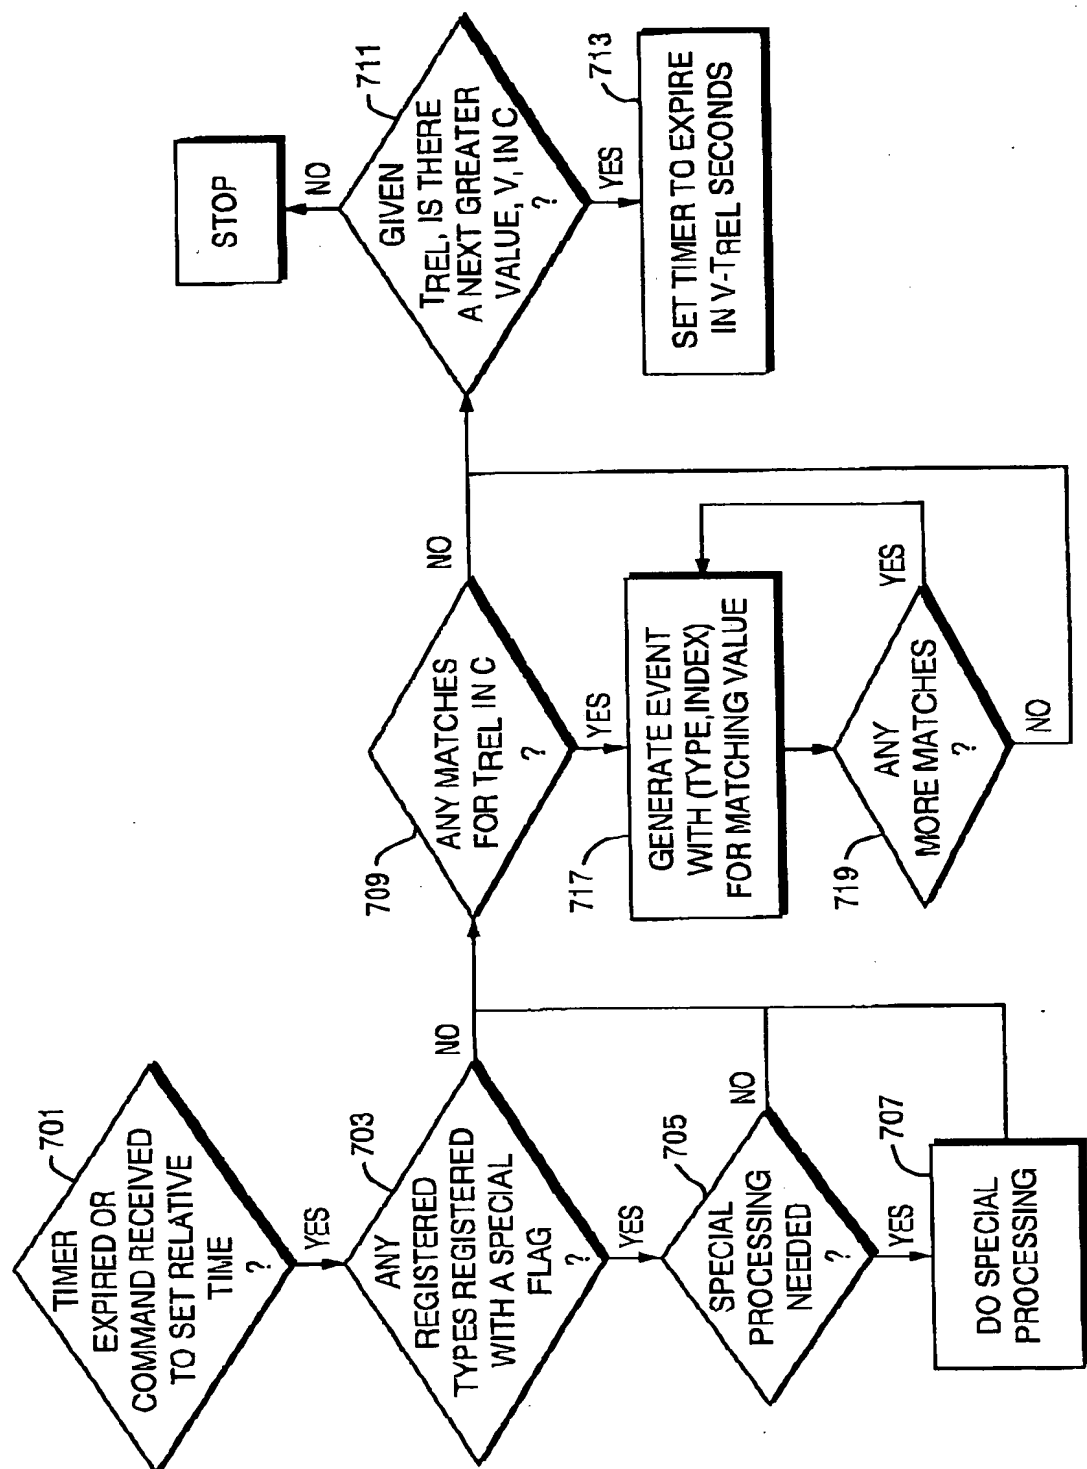 TIMER
EXPIRED OR
COMMAND RECEIVED
TO SET RELATIVE
TIME
?
701
YES
ANY
REGISTERED
TYPES REGISTERED
WITH A SPECIAL
FLAG
?
703
NO
YES
SPECIAL
PROCESSING
NEEDED
?
705
NO
YES
DO SPECIAL
PROCESSING
707
ANY MATCHES
FOR TREL IN C
?
709
NO
YES
GENERATE EVENT
WITH (TYPE,INDEX)
FOR MATCHING VALUE
717
ANY
MORE MATCHES
?
719
YES
NO
GIVEN
TREL, IS THERE
A NEXT GREATER
VALUE, V, IN C
?
711
NO
STOP
YES
SET TIMER TO EXPIRE
IN V-TREL SECONDS
713